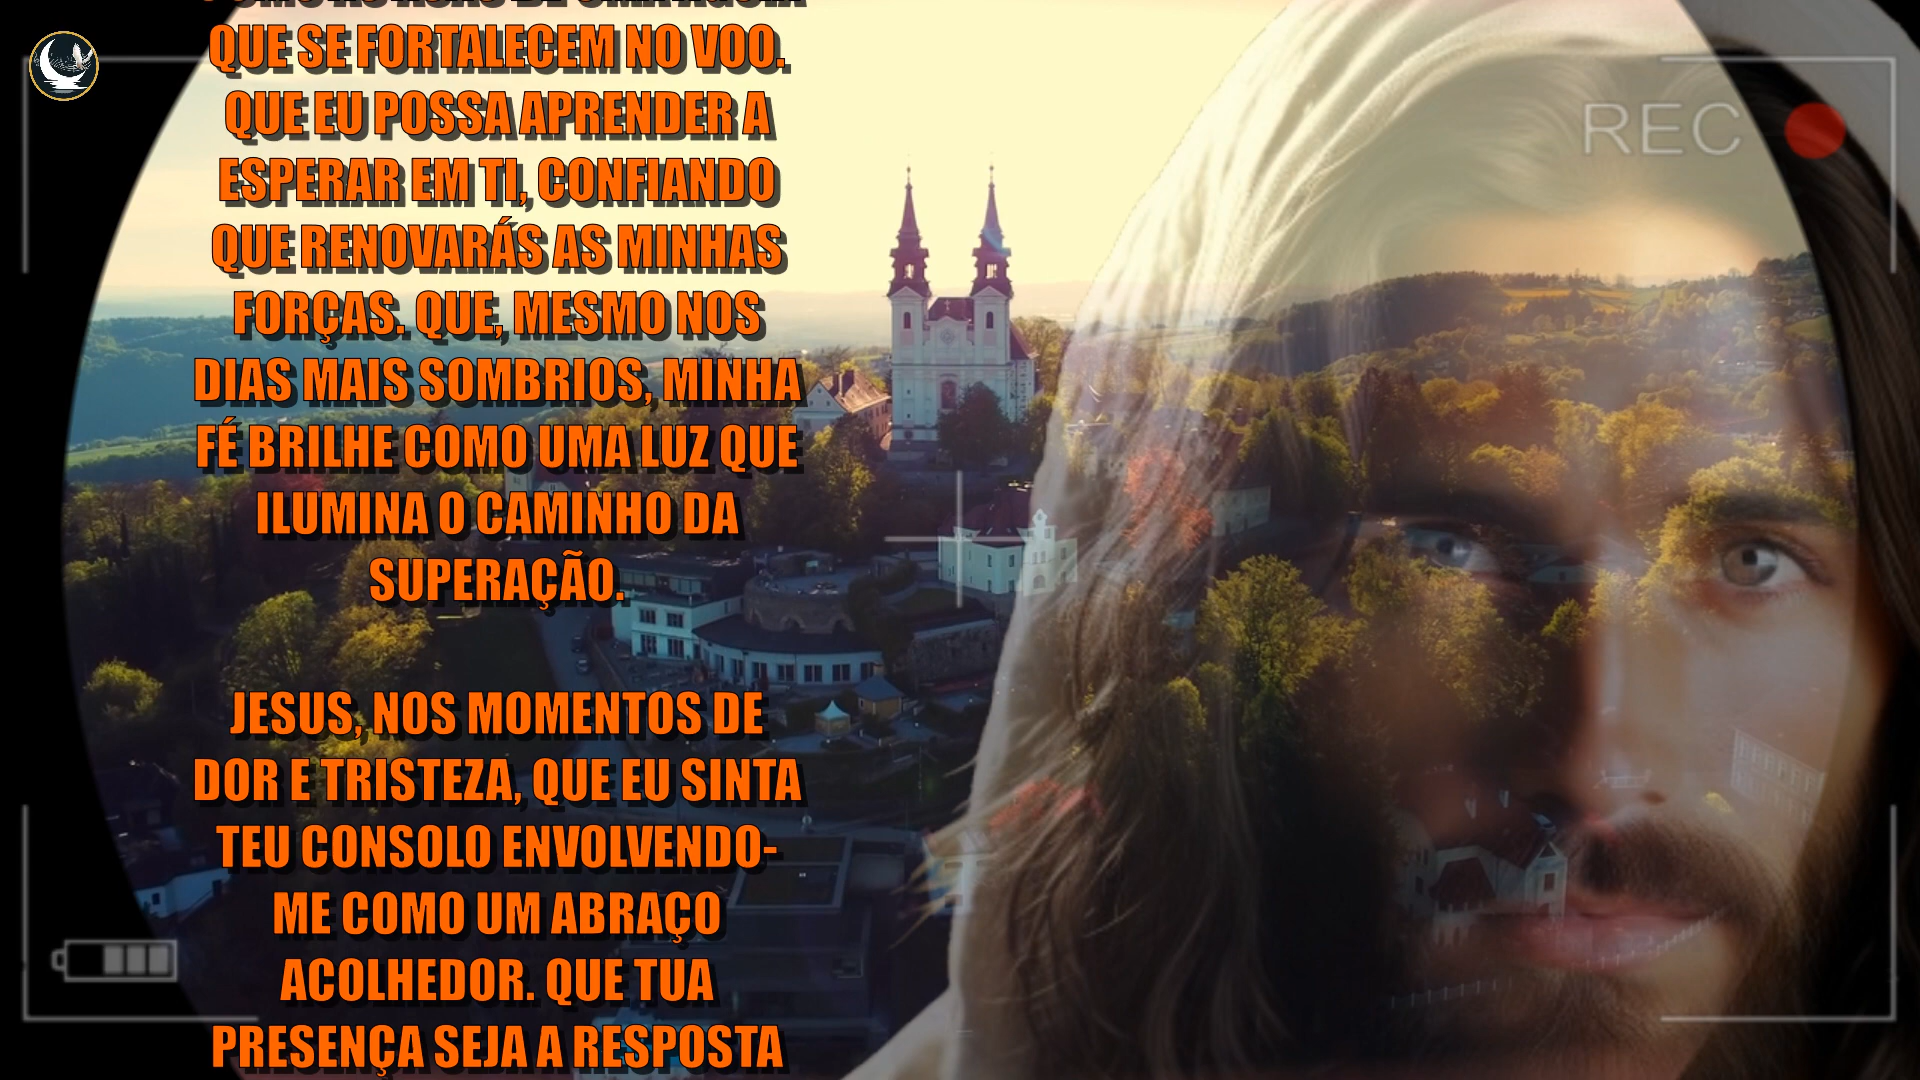 QUE SE FORTALECEM NO VOO.
QUE EU POSSA APRENDER A
ESPERAR EM TI, CONFIANDO
QUE RENOVARÁS AS MINHAS
FORÇAS. QUE, MESMO NOS
DIAS MAIS SOMBRIOS, MINHA
FÉ BRILHE COMO UMA LUZ QUE
ILUMINA O CAMINHO DA
SUPERAÇÃO.
JESUS, NOS MOMENTOS DE
DOR E TRISTEZA, QUE EU SINTA
TEU CONSOLO ENVOLVENDO-
ME COMO UM ABRAÇO
ACOLHEDOR. QUE TUA
PRESENÇA SEJA A RESPOSTA
REC